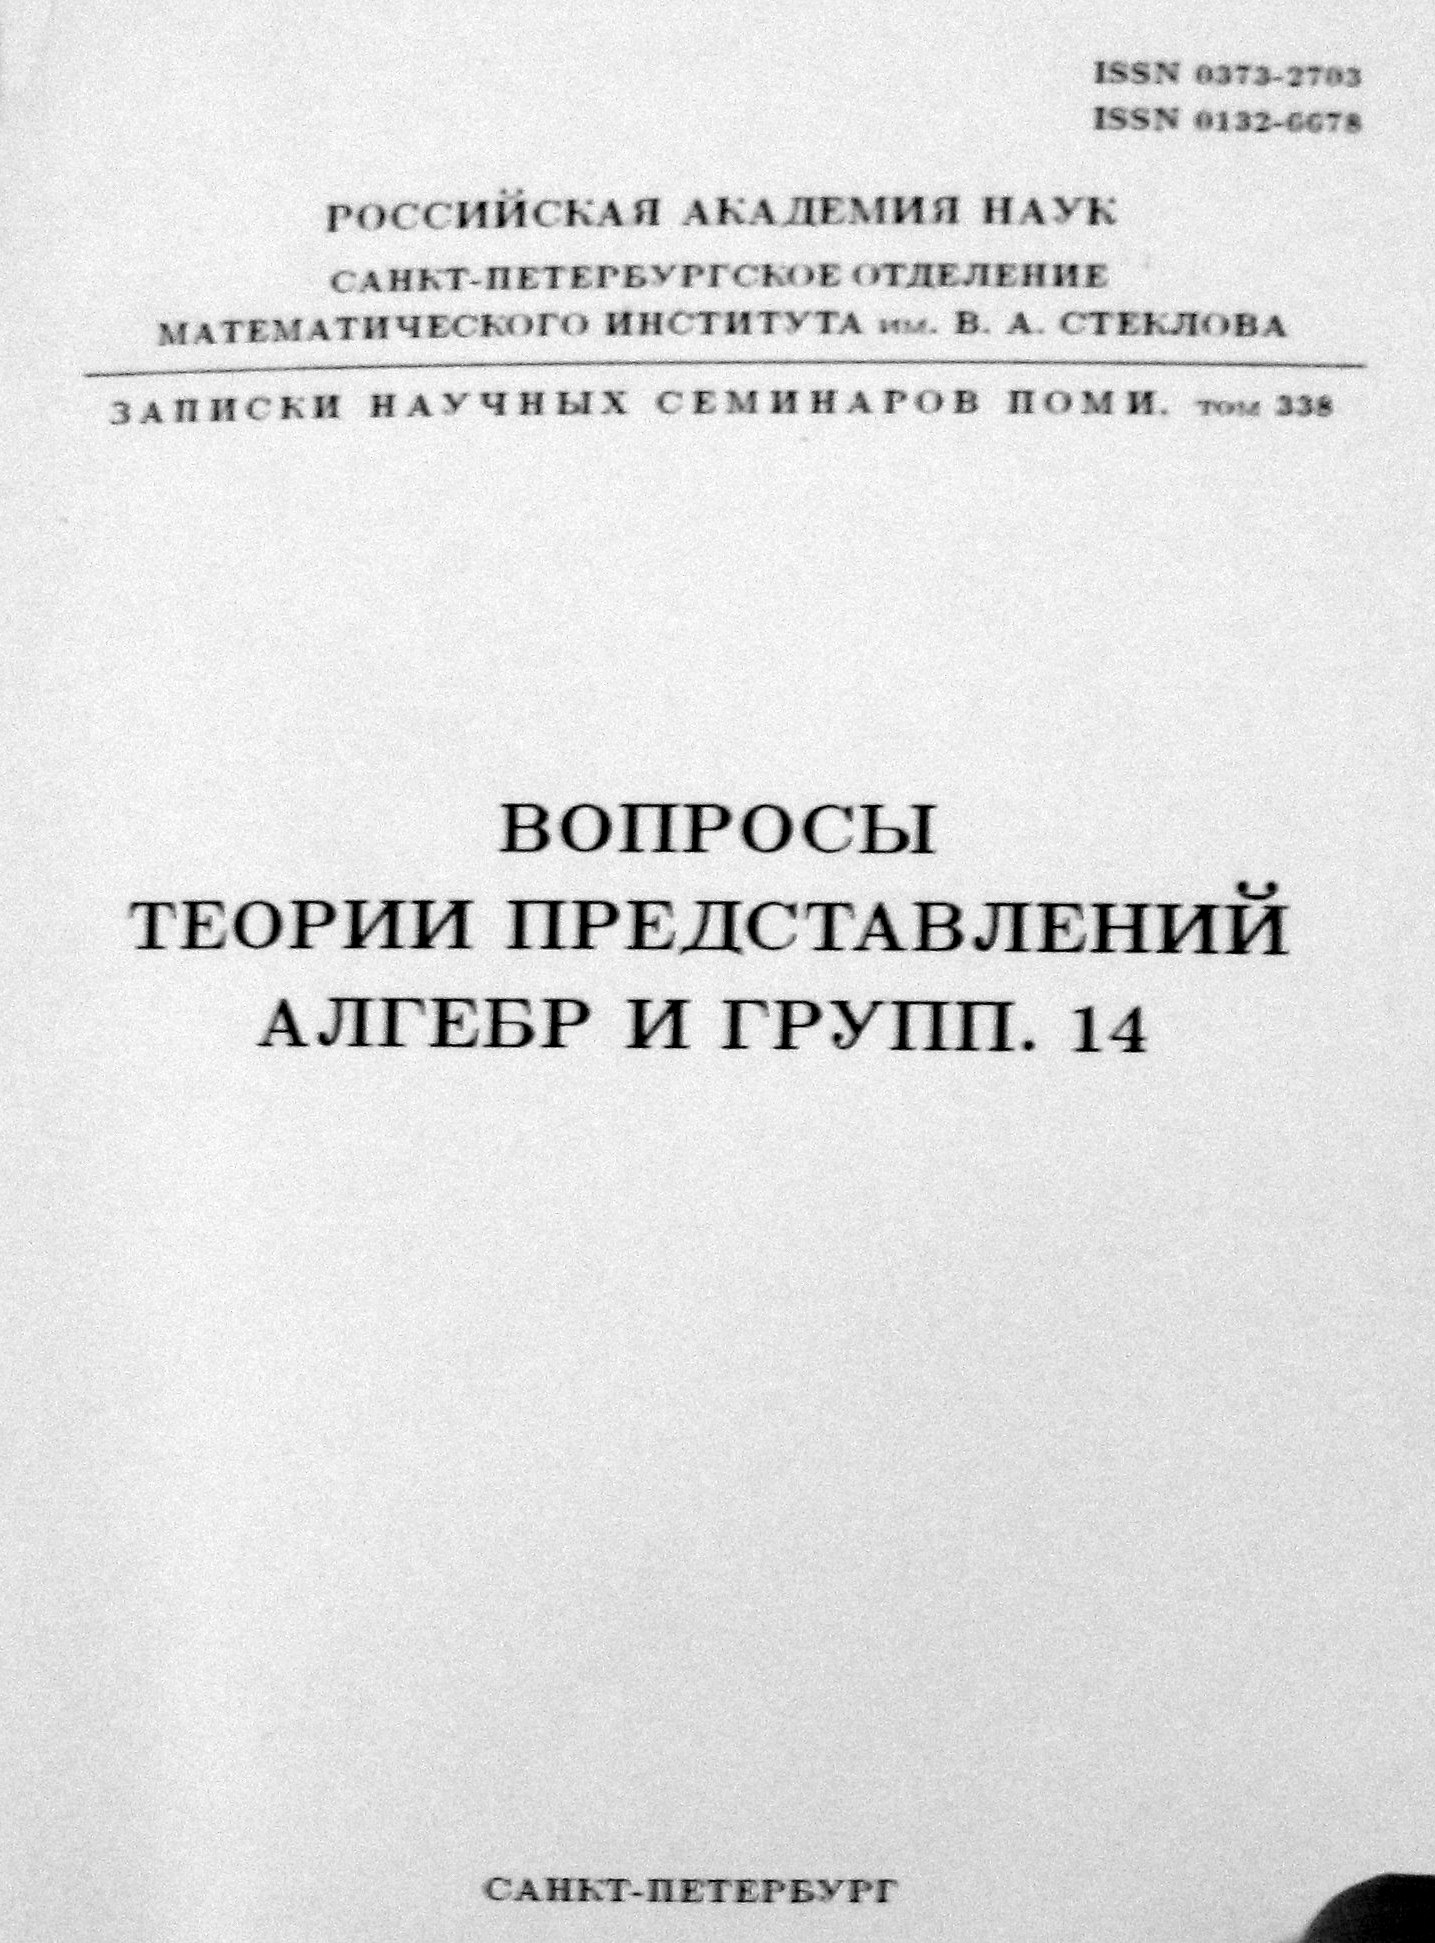 ISSN 0373-2703
ISSN 0132-6678
РОССИЙСКАЯ АКАДЕМИЯ НАУК
САНКТ-ПЕТЕРБУРГСКОЕ ОТДЕЛЕНИЕ
МАТЕМАТИЧЕСКОГО ИНСТИТУТА им. В. А. СТЕКЛОВА
ЗАПИСКИ НАУЧНЫХ СЕМИНАРОВ ПОМИ. том 338
ВОПРОСЫ
ТЕОРИИ ПРЕДСТАВЛЕНИЙ
АЛГЕБР И ГРУПП. 14
САНКТ-ПЕТЕРБУРГ